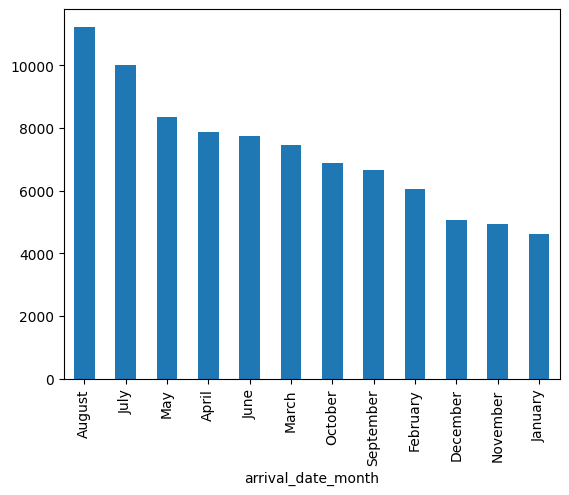 10000
8000
6000
4000
2000
0
August
July
May
April
June
March
October
September
February
December
November
January
arrival_date_month